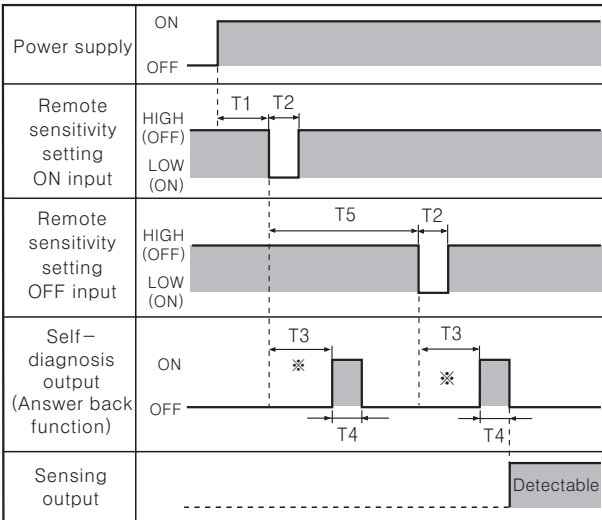 Power supply
ON
OFF
Remote
sensitivity
setting
ON input
HIGH
(OFF)
LOW
(ON)
T1
T2
Remote
sensitivity
setting
OFF input
HIGH
(OFF)
LOW
(ON)
T5
T2
Self-
diagnosis
output
(Answer back
function)
ON
OFF
T3
※
T4
T3
※
T4
Sensing
output
Detectable